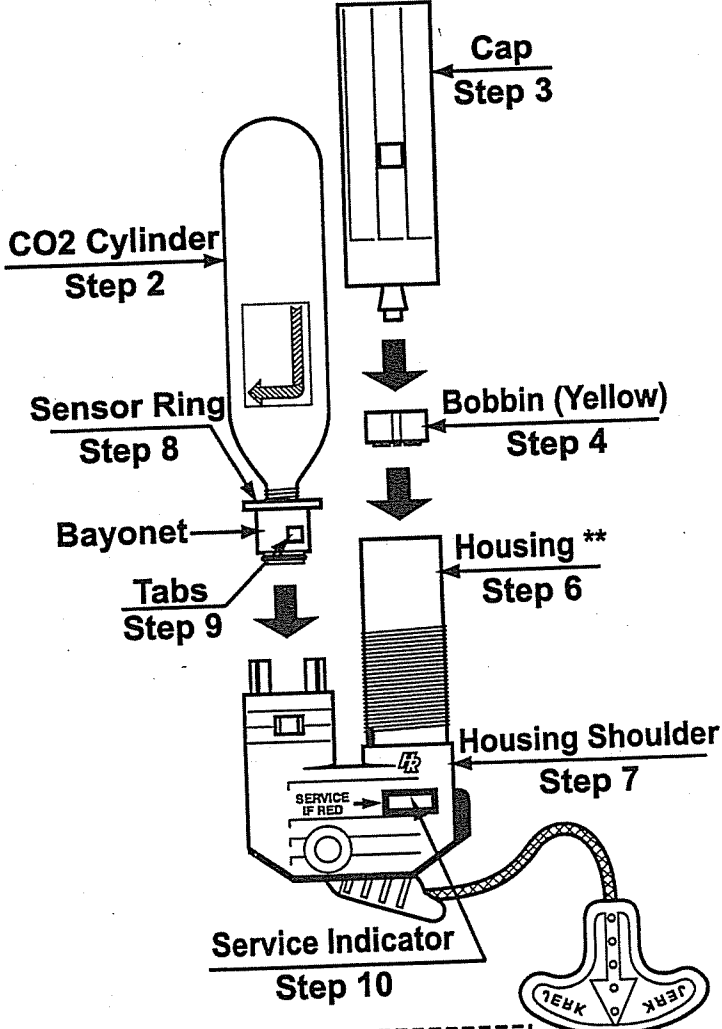 Cap
Step 3
CO2 Cylinder
Step 2
Sensor Ring
Step 8
Bobbin (Yellow)
Step 4
Bayonet
Housing **
Step 6
Tabs
Step 9
HR
Housing Shoulder
Step 7
SERVICE
IF RED
Service Indicator
Step 10
JERK
JERK